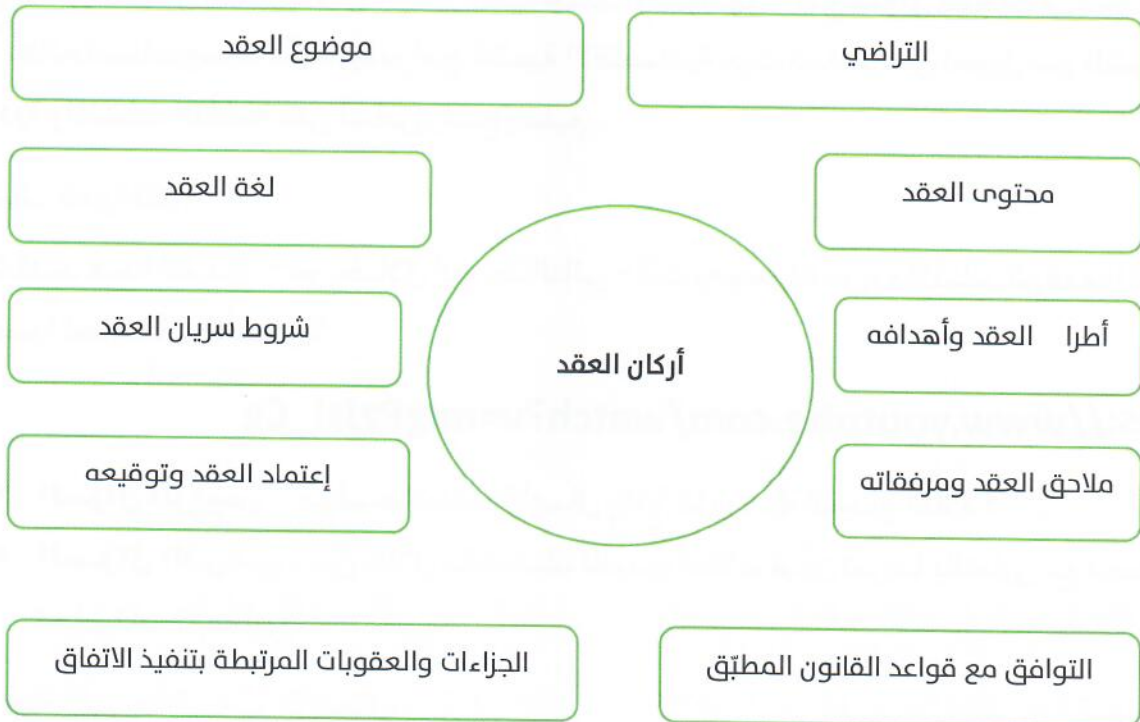 التراضي
موضوع العقد
محتوى العقد
لغة العقد
أطرا العقد وأهدافه
شروط سريان العقد
أركان العقد
ملاحق العقد ومرفقاته
إعتماد العقد وتوقيعه
التوافق مع قواعد القانون المطبّق
الجزاءات والعقوبات المرتبطة بتنفيذ الاتفاق